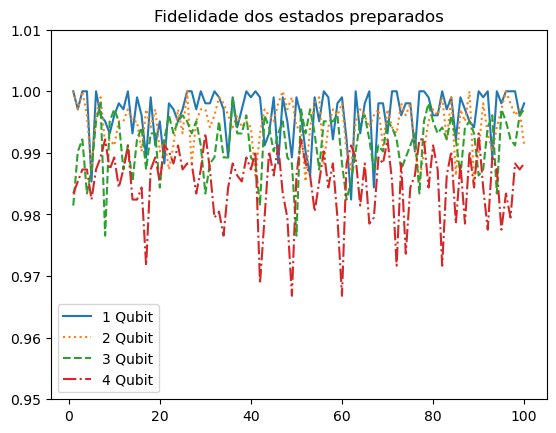 Fidelidade dos estados preparados
1.01
1.00
0.99
0.98
0.97
0.96
0.95
1 Qubit
2 Qubit
3 Qubit
4 Qubit
0 20 40 60 80 100